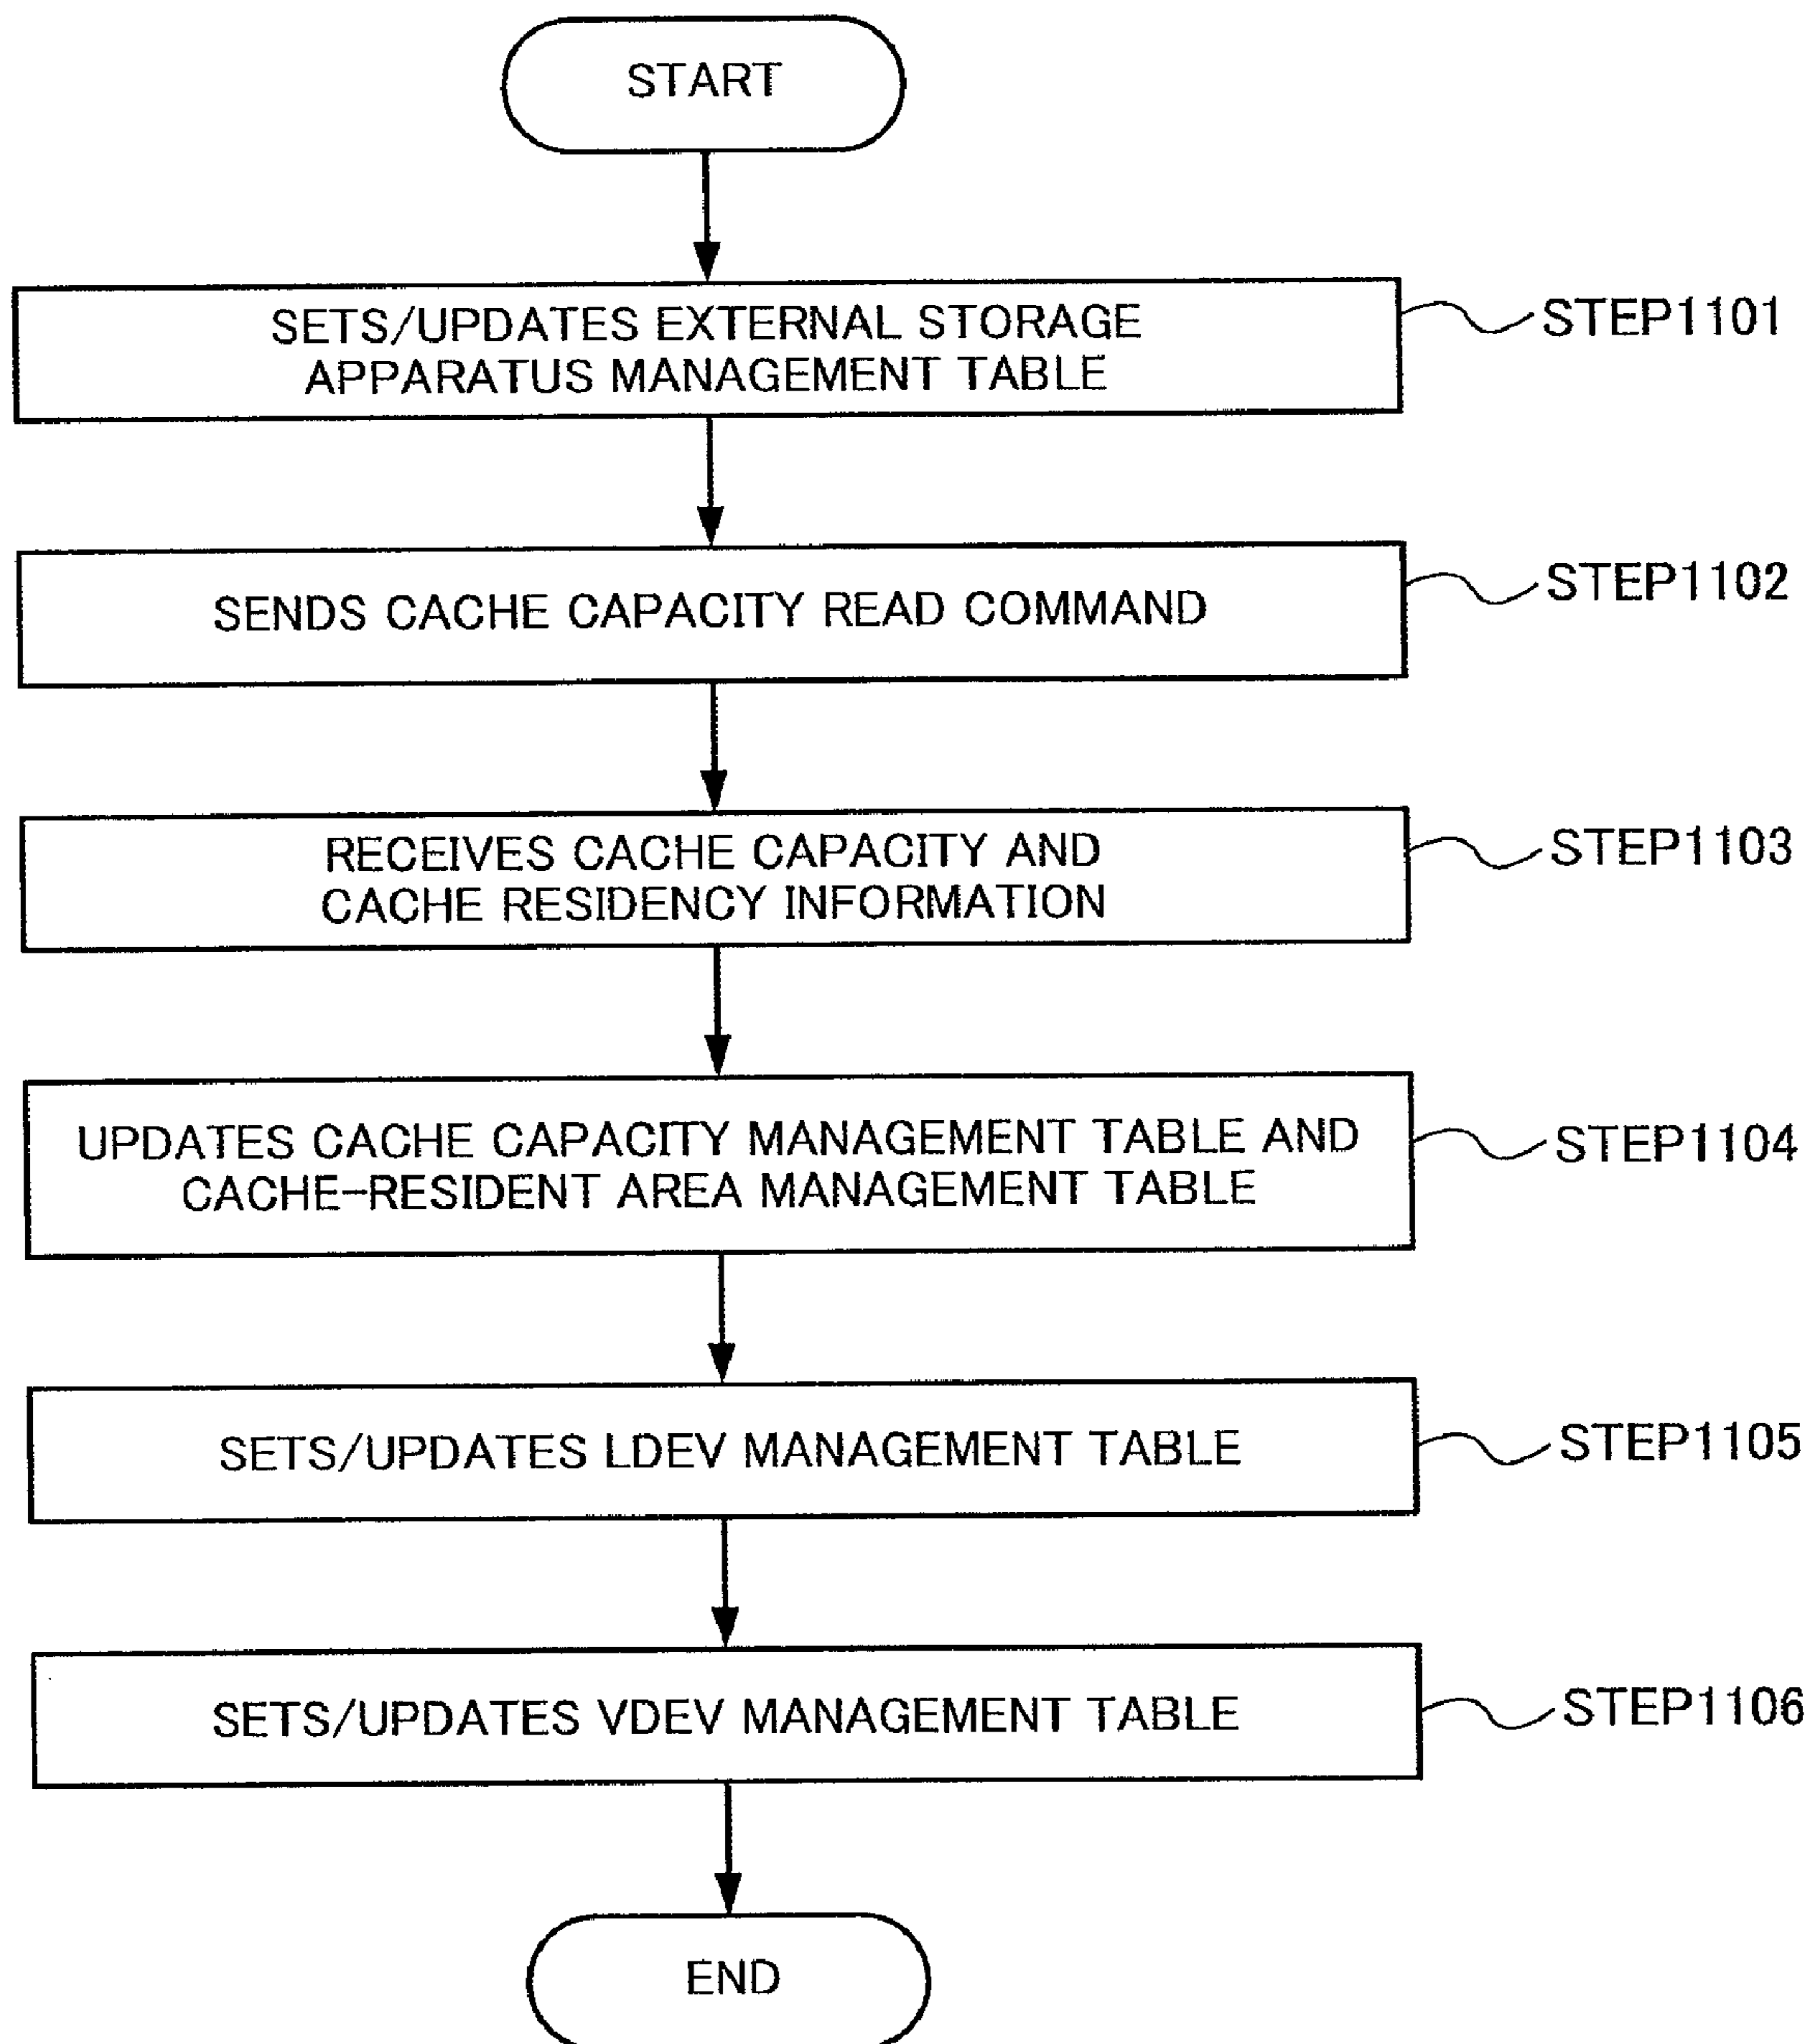 START
SETS/UPDATES EXTERNAL STORAGE
APPARATUS MANAGEMENT TABLE
STEP1101
SENDS CACHE CAPACITY READ COMMAND
STEP1102
RECEIVES CACHE CAPACITY AND
CACHE RESIDENCY INFORMATION
STEP1103
UPDATES CACHE CAPACITY MANAGEMENT TABLE AND
CACHE-RESIDENT AREA MANAGEMENT TABLE
STEP1104
SETS/UPDATES LDEV MANAGEMENT TABLE
STEP1105
SETS/UPDATES VDEV MANAGEMENT TABLE
STEP1106
END